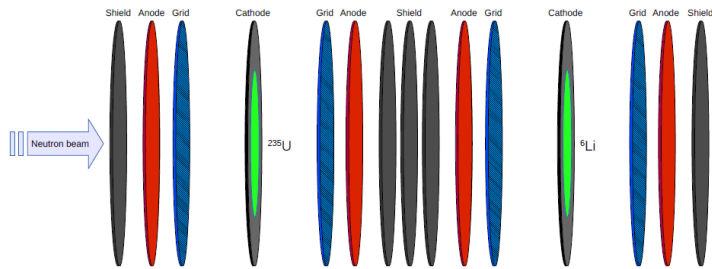 Shield Anode Grid Cathode Grid Anode Shield Anode Grid Cathode Grid Anode Shield
Neutron beam ²³⁵U ⁶Li